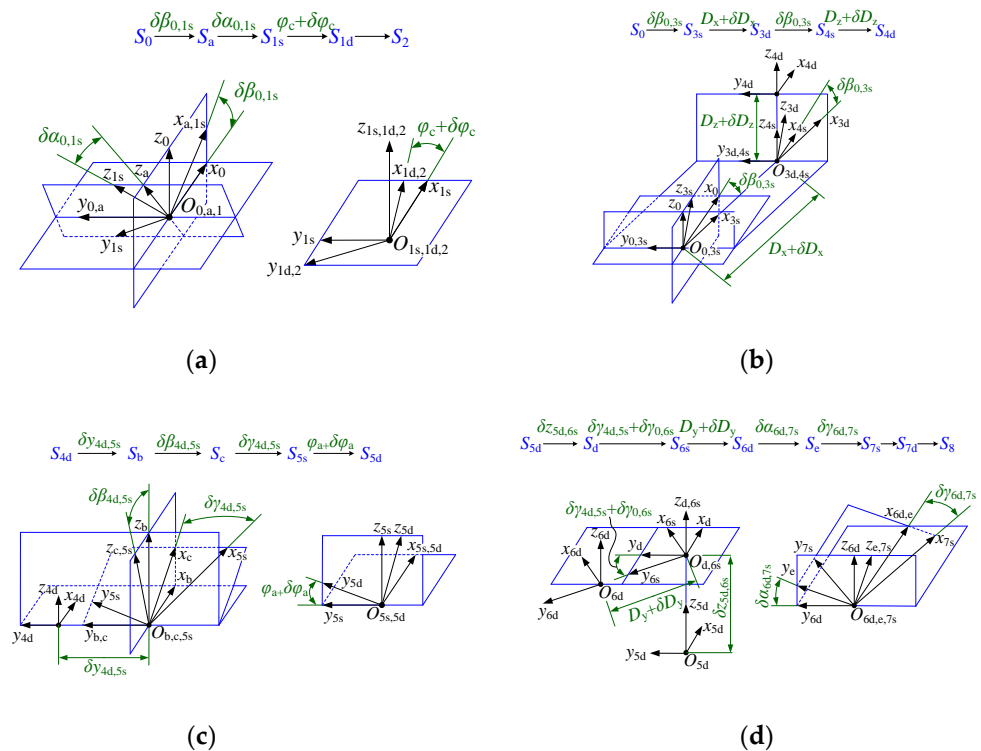 δβ0,1s δα0,1s φc+δφc
S0 Sa S1s S1d S2
δβ0,1s
xa,1s
δα0,1s
z0
z1s
za
x0
y0,a
O0,a,1
y1s
z1s,1d,2
φc+δφc
x1d,2
x1s
y1s
O1s,1d,2
y1d,2
(a)
δβ0,3s Dx+δDx δβ0,3s Dz+δDz
S0 S3s S3d S4s S4d
z4d
x4d
y4d
δβ0,3s
Dz+δDz
z3d
z4s
x4s
x3d
y3d,4s
O3d,4s
z3s
x0
δβ0,3s
z0
x3s
y0,3s
O0,3s
Dx+δDx
(b)
δy4d,5s δβ4d,5s δγ4d,5s φa+δφa
S4d Sb Sc S5s S5d
δβ4d,5s
δγ4d,5s
zb
zc,5s
xc
x5s
xb
z4d
x4d
y5s
y4d
yb,c
Ob,c,5s
δy4d,5s
z5s
z5d
x5s,5d
φa+δφa
y5d
y5s
O5s,5d
(c)
δz5d,6s δγ4d,5s+δγ0,6s Dy+δDy δα6d,7s δγ6d,7s
S5d Sd S6s S6d Se S7s S7d S8
δγ4d,5s+δγ0,6s
zd,6s
z6d
x6s
xd
x6d
yd
Od,6s
y6s
O6d
y6d
Dy+δDy
δz5d,6s
z5d
x5d
y5d
O5d
δγ6d,7s
x6d,e
x7s
y7s
z6d
ze,7s
ye
δα6d,7s
y6d
O6d,e,7s
(d)